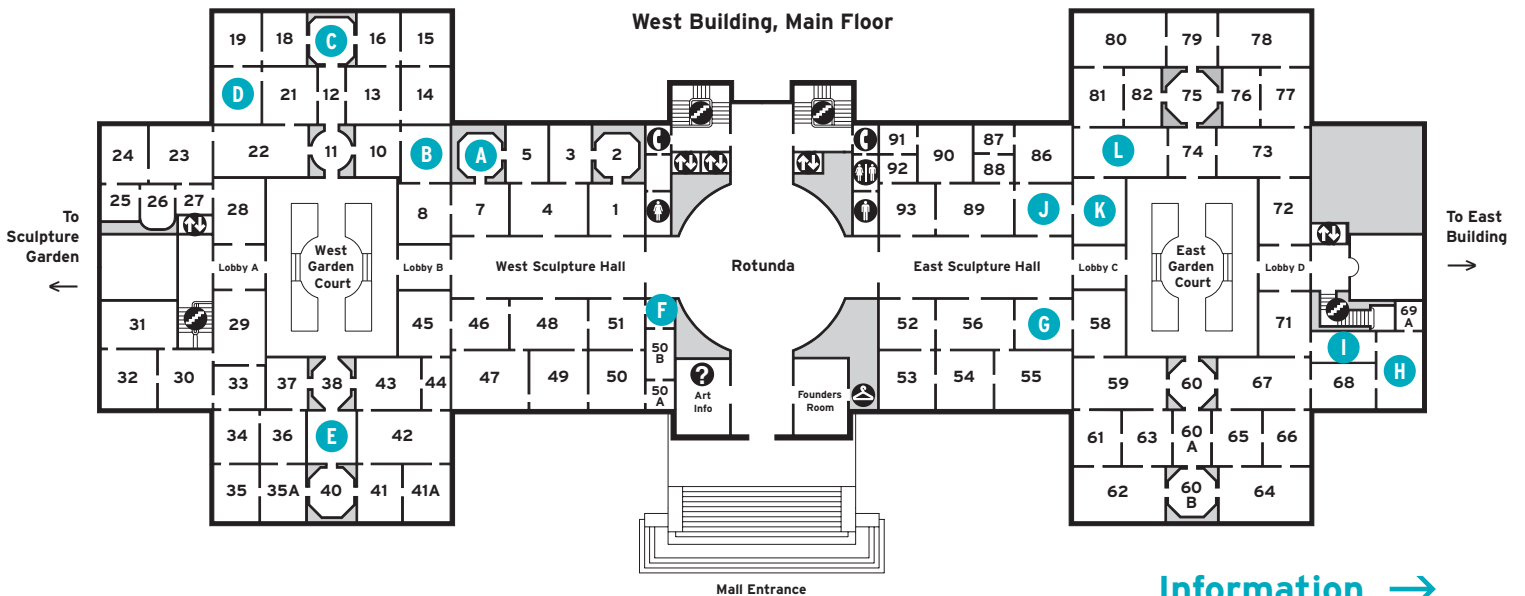 West Building, Main Floor
19 18 C 16 15
80 79 78
D 21 12 13 14
81 82 75 76 77
24 23 22 11 10 B A 5 3 2
91 90 87 86 L 74 73
92 88
25 26 27 28 8 7 4 1
93 89 J K 72
To
Sculpture
Garden
←
Lobby A
West
Garden
Court
Lobby B
West Sculpture Hall
Rotunda
East Sculpture Hall
Lobby C
East
Garden
Court
Lobby D
To East
Building
→
31 29 45 46 48 51 F
52 56 G 58 71 69
A
50
B
I
32 30 33 37 38 43 44 47 49 50
50
A
?
Art
Info
Founders
Room
53 54 55 59 60 67 68 H
34 36 E 42
61 63 60
A
65 66
35 35A 40 41 41A
62 60
B
64
Mall Entrance
Information →